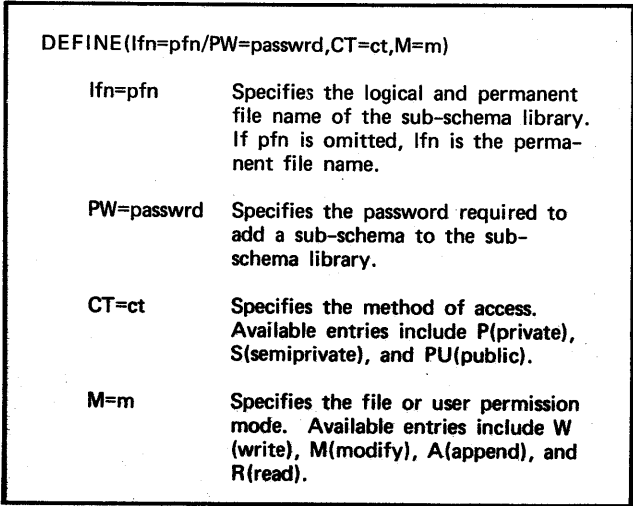 DEFINE(lfn=pfn/PW=passwrd,CT=ct,M=m)
lfn=pfn Specifies the logical and permanent
file name of the sub-schema library.
If pfn is omitted, lfn is the perma-
nent file name.
PW=passwrd Specifies the password required to
add a sub-schema to the sub-
schema library.
CT=ct Specifies the method of access.
Available entries include P(private),
S(semiprivate), and PU(public).
M=m Specifies the file or user permission
mode. Available entries include W
(write), M(modify), A(append), and
R(read).